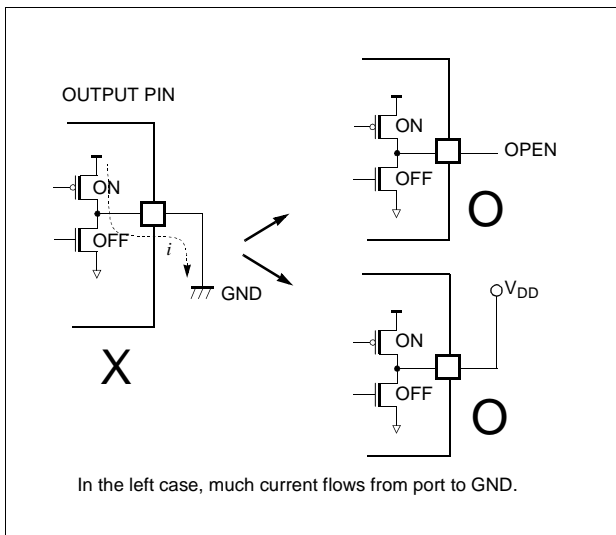 OUTPUT PIN
ON
OFF
i
GND
X
ON
OFF
OPEN
O
VDD
ON
OFF
O
In the left case, much current flows from port to GND.